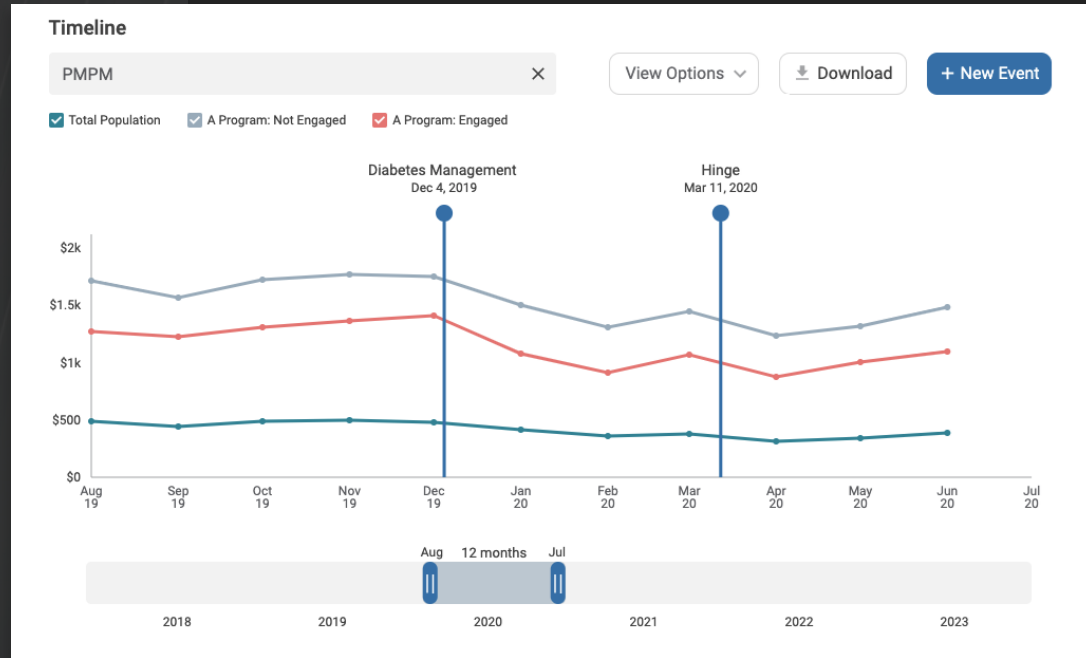 Timeline
PMPM
View Options
Download
+ New Event
Total Population
A Program: Not Engaged
A Program: Engaged
Diabetes Management
Dec 4, 2019
Hinge
Mar 11, 2020
$2k
$1.5k
$1k
$500
$0
Aug 19
Sep 19
Oct 19
Nov 19
Dec 19
Jan 20
Feb 20
Mar 20
Apr 20
May 20
Jun 20
Jul 20
Aug 12 months Jul
2018 2019 2020 2021 2022 2023